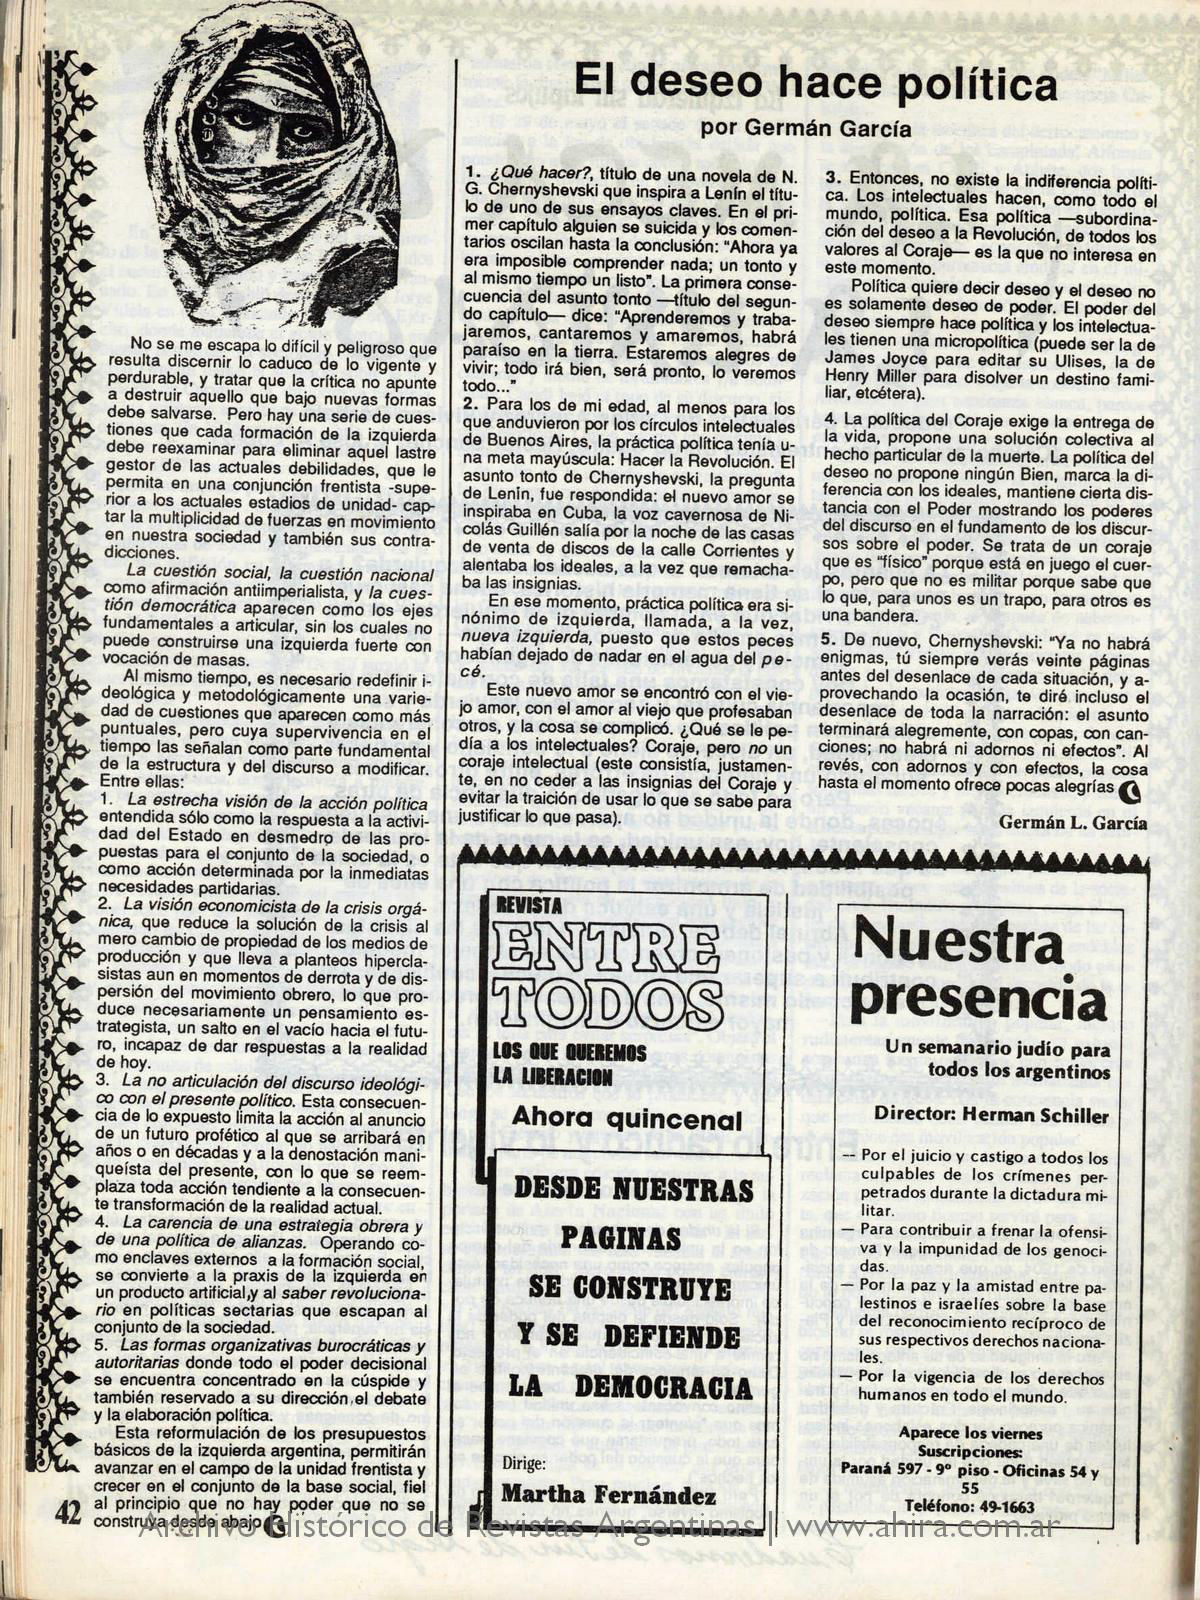 No se me escapa lo difícil y peligroso que
resulta discernir lo caduco de lo vigente y
perdurable, y tratar que la crítica no apunte
a destruir aquello que bajo nuevas formas
debe salvarse. Pero hay una serie de cues-
tiones que cada formación de la izquierda
debe reexaminar para eliminar aquel lastre
gestor de las actuales debilidades, que le
permita en una conjunción frentista -supe-
rior a los actuales estadios de unidad- cap-
tar la multiplicidad de fuerzas en movimiento
en nuestra sociedad y también sus contra-
dicciones.
La cuestión social, la cuestión nacional
como afirmación antiimperialista, y la cues-
tión democrática aparecen como los ejes
fundamentales a articular, sin los cuales no
puede construirse una izquierda fuerte con
vocación de masas.
Al mismo tiempo, es necesario redefinir i-
deológica y metodológicamente una varie-
dad de cuestiones que aparecen como más
puntuales, pero cuya supervivencia en el
tiempo las señalan como parte fundamental
de la estructura y del discurso a modificar.
Entre ellas:
1. La estrecha visión de la acción política
entendida sólo como la respuesta a la activi-
dad del Estado en desmedro de las pro-
puestas para el conjunto de la sociedad, o
como acción determinada por la inmediatas
necesidades partidarias.
2. La visión economicista de la crisis orgá-
nica, que reduce la solución de la crisis al
mero cambio de propiedad de los medios de
producción y que lleva a planteos hipercla-
sistas aun en momentos de derrota y de dis-
persión del movimiento obrero, lo que pro-
duce necesariamente un pensamiento es-
trategista, un salto en el vacío hacia el futu-
ro, incapaz de dar respuestas a la realidad
de hoy.
3. La no articulación del discurso ideológi-
co con el presente político. Esta consecuen-
cia de lo expuesto limita la acción al anuncio
de un futuro profético al que se arribará en
años o en décadas y a la denostación mani-
queísta del presente, con lo que se reem-
plaza toda acción tendiente a la consecuen-
te transformación de la realidad actual.
4. La carencia de una estrategia obrera y
de una política de alianzas. Operando co-
mo enclaves externos a la formación social,
se convierte a la praxis de la izquierda en
un producto artificial,y al saber revoluciona-
rio en políticas sectarias que escapan al
conjunto de la sociedad.
5. Las formas organizativas burocráticas y
autoritarias donde todo el poder decisional
se encuentra concentrado en la cúspide y
también reservado a su dirección,el debate
y la elaboración política.
Esta reformulación de los presupuestos
básicos de la izquierda argentina, permitirán
avanzar en el campo de la unidad frentista y
crecer en el conjunto de la base social, fiel
al principio que no hay poder que no se
construya desde abajo
42
El deseo hace política
por Germán García
1. ¿Qué hacer?, título de una novela de N.
G. Chernyshevski que inspira a Lenín el títu-
lo de uno de sus ensayos claves. En el pri-
mer capítulo alguien se suicida y los comen-
tarios oscilan hasta la conclusión: "Ahora ya
era imposible comprender nada; un tonto y
al mismo tiempo un listo". La primera conse-
cuencia del asunto tonto —título del segun-
do capítulo— dice: "Aprenderemos y traba-
jaremos, cantaremos y amaremos, habrá
paraíso en la tierra. Estaremos alegres de
vivir; todo irá bien, será pronto, lo veremos
todo..."
2. Para los de mi edad, al menos para los
que anduvieron por los círculos intelectuales
de Buenos Aires, la práctica política tenía u-
na meta mayúscula: Hacer la Revolución. El
asunto tonto de Chernyshevski, la pregunta
de Lenín, fue respondida: el nuevo amor se
inspiraba en Cuba, la voz cavernosa de Ni-
colás Guillén salía por la noche de las casas
de venta de discos de la calle Corrientes y
alentaba los ideales, a la vez que remacha-
ba las insignias.
En ese momento, práctica política era si-
nónimo de izquierda, llamada, a la vez,
nueva izquierda, puesto que estos peces
habían dejado de nadar en el agua del pe-
cé.
Este nuevo amor se encontró con el vie-
jo amor, con el amor al viejo que profesaban
otros, y la cosa se complicó. ¿Qué se le pe-
día a los intelectuales? Coraje, pero no un
coraje intelectual (este consistía, justamen-
te, en no ceder a las insignias del Coraje y
evitar la traición de usar lo que se sabe para
justificar lo que pasa).
3. Entonces, no existe la indiferencia políti-
ca. Los intelectuales hacen, como todo el
mundo, política. Esa política —subordina-
ción del deseo a la Revolución, de todos los
valores al Coraje— es la que no interesa en
este momento.
Política quiere decir deseo y el deseo no
es solamente deseo de poder. El poder del
deseo siempre hace política y los intelectua-
les tienen una micropolítica (puede ser la de
James Joyce para editar su Ulises, la de
Henry Miller para disolver un destino fami-
liar, etcétera).
4. La política del Coraje exige la entrega de
la vida, propone una solución colectiva al
hecho particular de la muerte. La política del
deseo no propone ningún Bien, marca la di-
ferencia con los ideales, mantiene cierta dis-
tancia con el Poder mostrando los poderes
del discurso en el fundamento de los discur-
sos sobre el poder. Se trata de un coraje
que es "físico" porque está en juego el cuer-
po, pero que no es militar porque sabe que
lo que, para unos es un trapo, para otros es
una bandera.
5. De nuevo, Chernyshevski: "Ya no habrá
enigmas, tú siempre verás veinte páginas
antes del desenlace de cada situación, y a-
provechando la ocasión, te diré incluso el
desenlace de toda la narración: el asunto
terminará alegremente, con copas, con can-
ciones; no habrá ni adornos ni efectos". Al
revés, con adornos y con efectos, la cosa
hasta el momento ofrece pocas alegrías
Germán L. García
REVISTA
ENTRE
TODOS
LOS QUE QUEREMOS
LA LIBERACION
Ahora quincenal
DESDE NUESTRAS
PAGINAS
SE CONSTRUYE
Y SE DEFIENDE
LA DEMOCRACIA
Dirige:
Martha Fernández
Nuestra
presencia
Un semanario judío para
todos los argentinos
Director: Herman Schiller
— Por el juicio y castigo a todos los
culpables de los crímenes per-
petrados durante la dictadura mi-
litar.
— Para contribuir a frenar la ofensi-
va y la impunidad de los genoci-
das.
— Por la paz y la amistad entre pa-
lestinos e israelíes sobre la base
del reconocimiento recíproco de
sus respectivos derechos naciona-
les.
— Por la vigencia de los derechos
humanos en todo el mundo.
Aparece los viernes
Suscripciones:
Paraná 597 - 9º piso - Oficinas 54 y
55
Teléfono: 49-1663
Archivo Histórico de Revistas Argentinas | www.ahira.com.ar